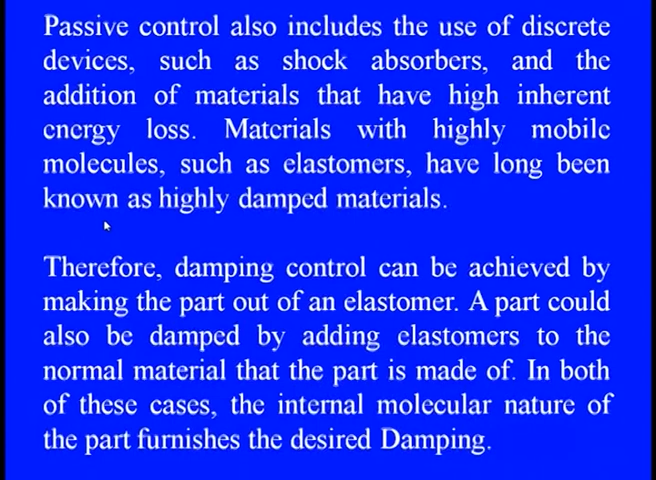 Passive control also includes the use of discrete
devices, such as shock absorbers, and the
addition of materials that have high inherent
energy loss. Materials with highly mobile
molecules, such as elastomers, have long been
known as highly damped materials.
Therefore, damping control can be achieved by
making the part out of an elastomer. A part could
also be damped by adding elastomers to the
normal material that the part is made of. In both
of these cases, the internal molecular nature of
the part furnishes the desired Damping.